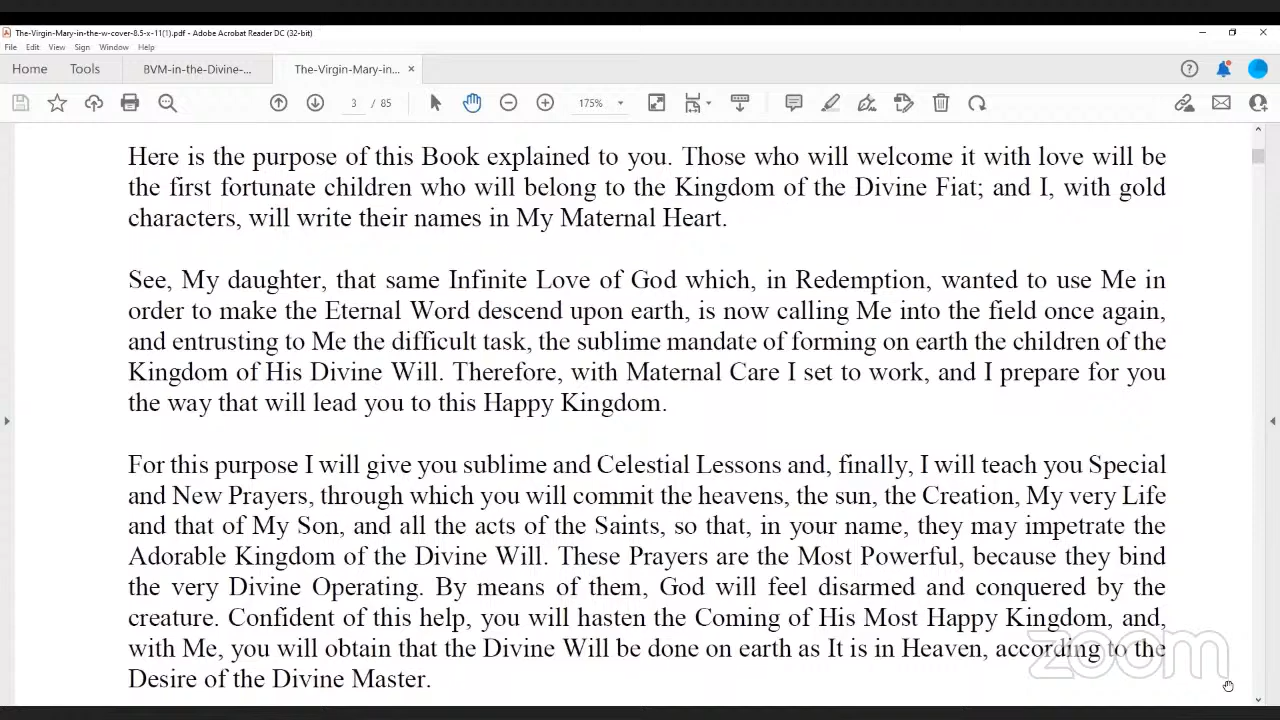 The-Virgin-Mary-in-the-w-cover-8.5-x-11(1).pdf - Adobe Acrobat Reader DC (32-bit)
File Edit View Sign Window Help
Home Tools BVM-in-the-Divine-... The-Virgin-Mary-in... ×
3 / 85 175%
Here is the purpose of this Book explained to you. Those who will welcome it with love will be
the first fortunate children who will belong to the Kingdom of the Divine Fiat; and I, with gold
characters, will write their names in My Maternal Heart.
See, My daughter, that same Infinite Love of God which, in Redemption, wanted to use Me in
order to make the Eternal Word descend upon earth, is now calling Me into the field once again,
and entrusting to Me the difficult task, the sublime mandate of forming on earth the children of the
Kingdom of His Divine Will. Therefore, with Maternal Care I set to work, and I prepare for you
the way that will lead you to this Happy Kingdom.
For this purpose I will give you sublime and Celestial Lessons and, finally, I will teach you Special
and New Prayers, through which you will commit the heavens, the sun, the Creation, My very Life
and that of My Son, and all the acts of the Saints, so that, in your name, they may impetrate the
Adorable Kingdom of the Divine Will. These Prayers are the Most Powerful, because they bind
the very Divine Operating. By means of them, God will feel disarmed and conquered by the
creature. Confident of this help, you will hasten the Coming of His Most Happy Kingdom, and,
with Me, you will obtain that the Divine Will be done on earth as It is in Heaven, according to the
Desire of the Divine Master.
zoom